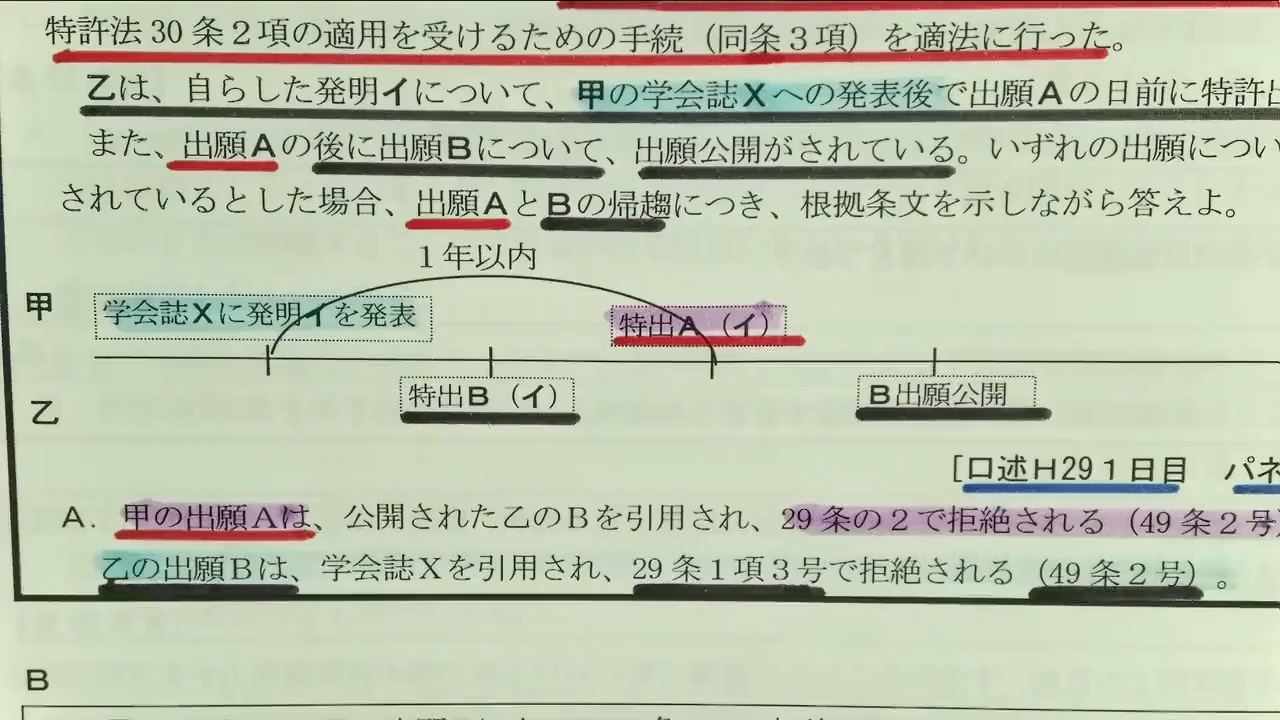 特許法30条2項の適用を受けるための手続（同条3項）を適法に行った。
乙は、自らした発明イについて、甲の学会誌Xへの発表後で出願Aの日前に特許出
また、出願Aの後に出願Bについて、出願公開がされている。いずれの出願につい
されているとした場合、出願AとBの帰趨につき、根拠条文を示しながら答えよ。
1年以内
甲
学会誌Xに発明イを発表
特出A（イ）
特出B（イ）
B出願公開
乙
[口述H29１日目　パネ
A．甲の出願Aは、公開された乙のBを引用され、29条の2で拒絶される（49条2号）
乙の出願Bは、学会誌Xを引用され、29条1項3号で拒絶される（49条2号）。
B